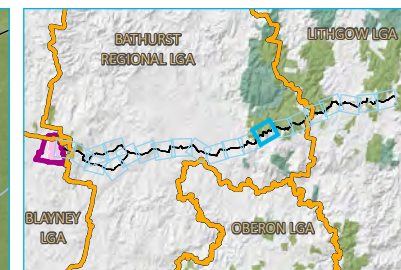 BATHURST
REGIONAL LGA
LITHGOW LGA
BLAYNEY
LGA
OBERON LGA